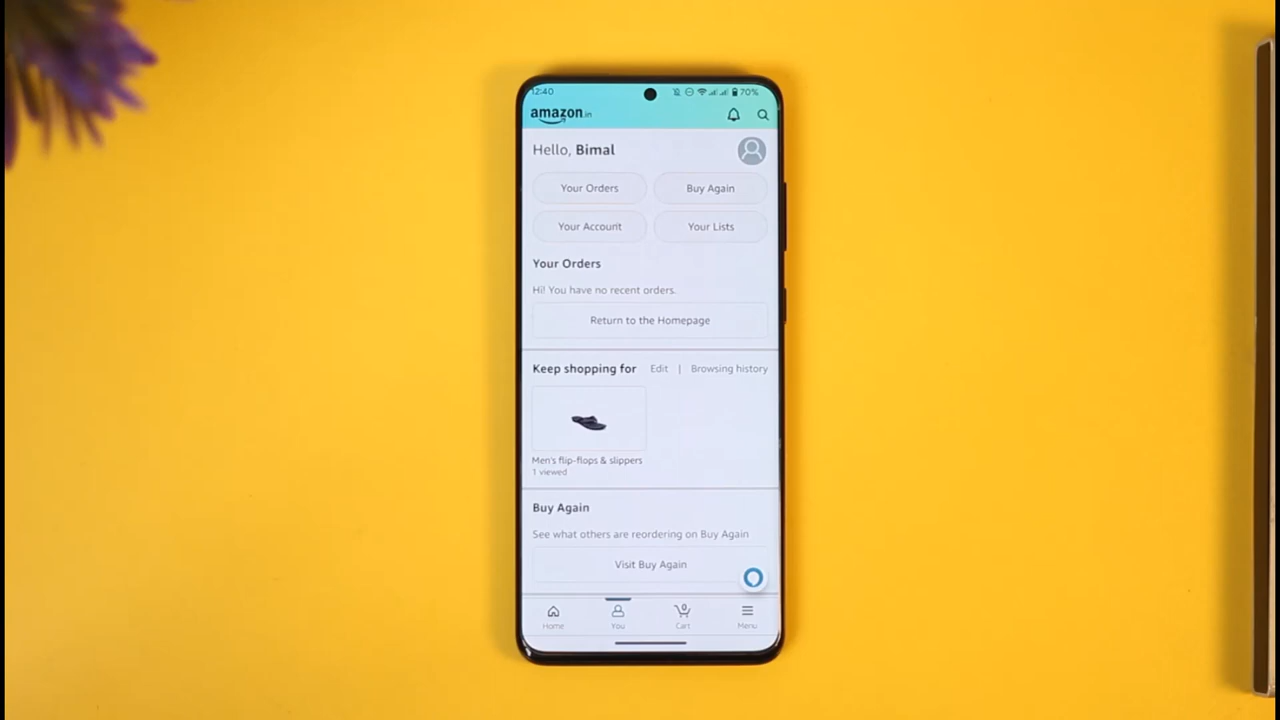 12:40
70%
amazon.in
Hello, Bimal
Your Orders
Buy Again
Your Account
Your Lists
Your Orders
Hi! You have no recent orders.
Return to the Homepage
Keep shopping for
Edit | Browsing history
Men's flip-flops & slippers
1 viewed
Buy Again
See what others are reordering on Buy Again
Visit Buy Again
0
Home
You
Cart
Menu